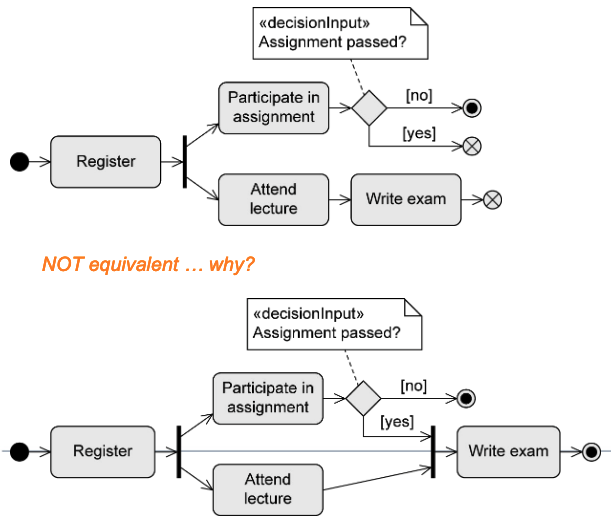 «decisionInput»
Assignment passed?
Participate in
assignment
[no]
[yes]
Register
Attend
lecture
Write exam
NOT equivalent … why?
«decisionInput»
Assignment passed?
Participate in
assignment
[no]
[yes]
Register
Write exam
Attend
lecture